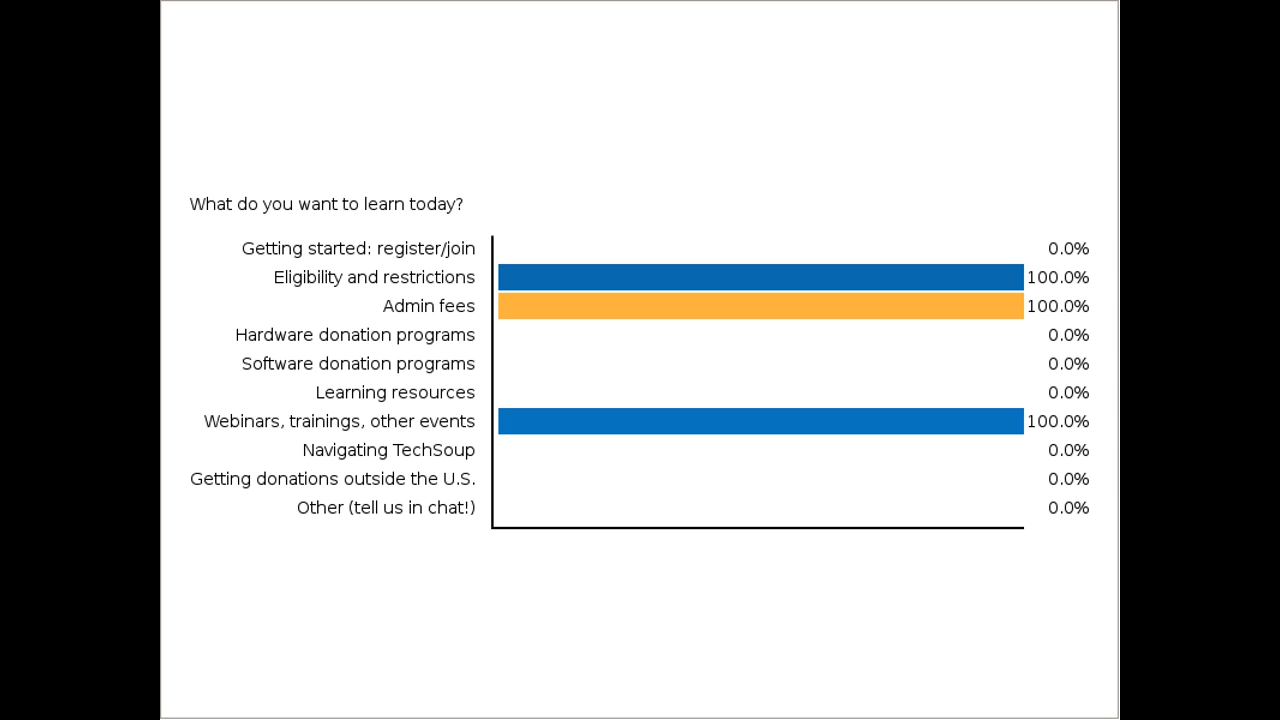 What do you want to learn today?
Getting started: register/join 0.0%
Eligibility and restrictions 100.0%
Admin fees 100.0%
Hardware donation programs 0.0%
Software donation programs 0.0%
Learning resources 0.0%
Webinars, trainings, other events 100.0%
Navigating TechSoup 0.0%
Getting donations outside the U.S. 0.0%
Other (tell us in chat!) 0.0%